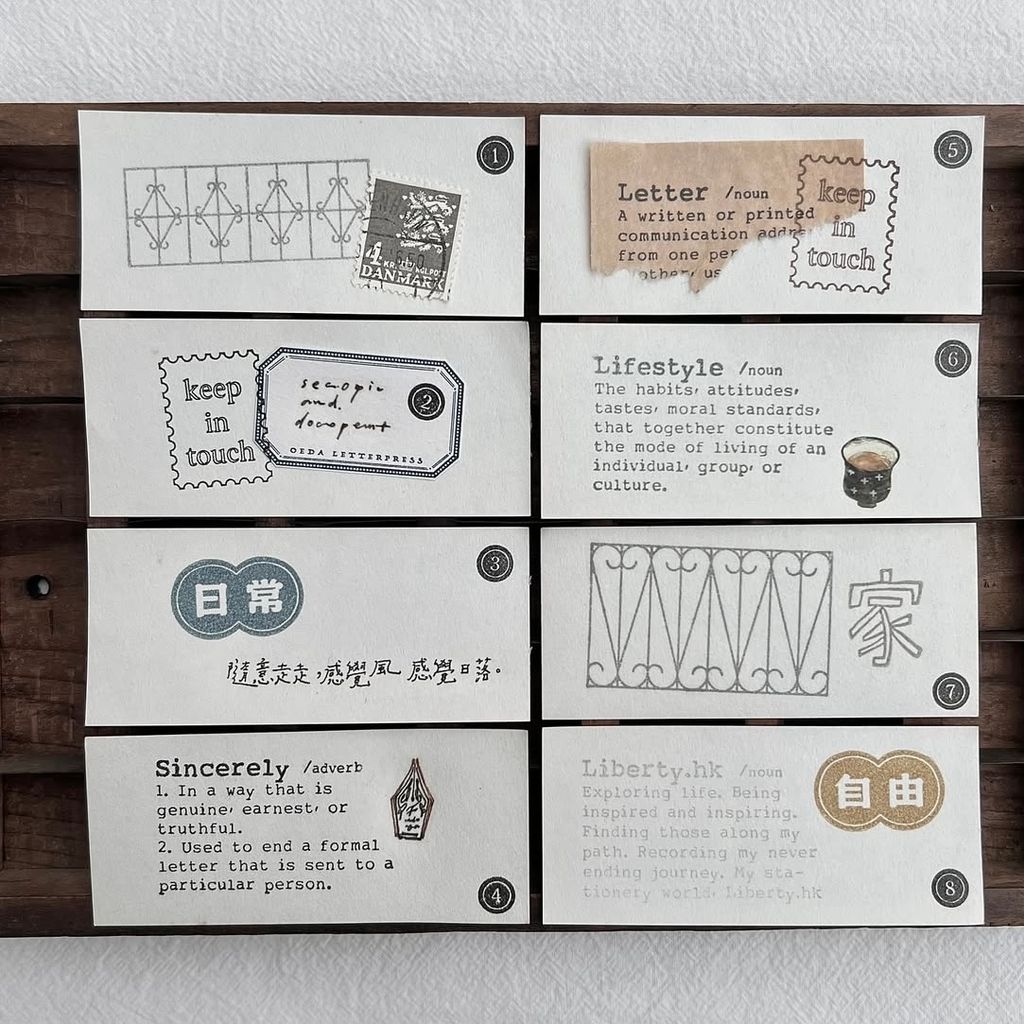 1
4
DANMARK
keep
in
touch
2
and.
OEDA LETTERPRESS
3
日常
隨意走走，感覺風 感覺日落。
Sincerely /adverb
1. In a way that is
genuine, earnest, or
truthful.
2. Used to end a formal
letter that is sent to a
particular person.
4
5
Letter /noun
A written or printed
communication addre
from one per
other, us
keep
in
touch
6
Lifestyle /noun
The habits, attitudes,
tastes, moral standards,
that together constitute
the mode of living of an
individual, group, or
culture.
家
7
Liberty.hk /noun
Exploring life. Being
inspired and inspiring.
Finding those along my
path. Recording my never
ending journey. My sta-
tionery world, Liberty.hk
自由
8